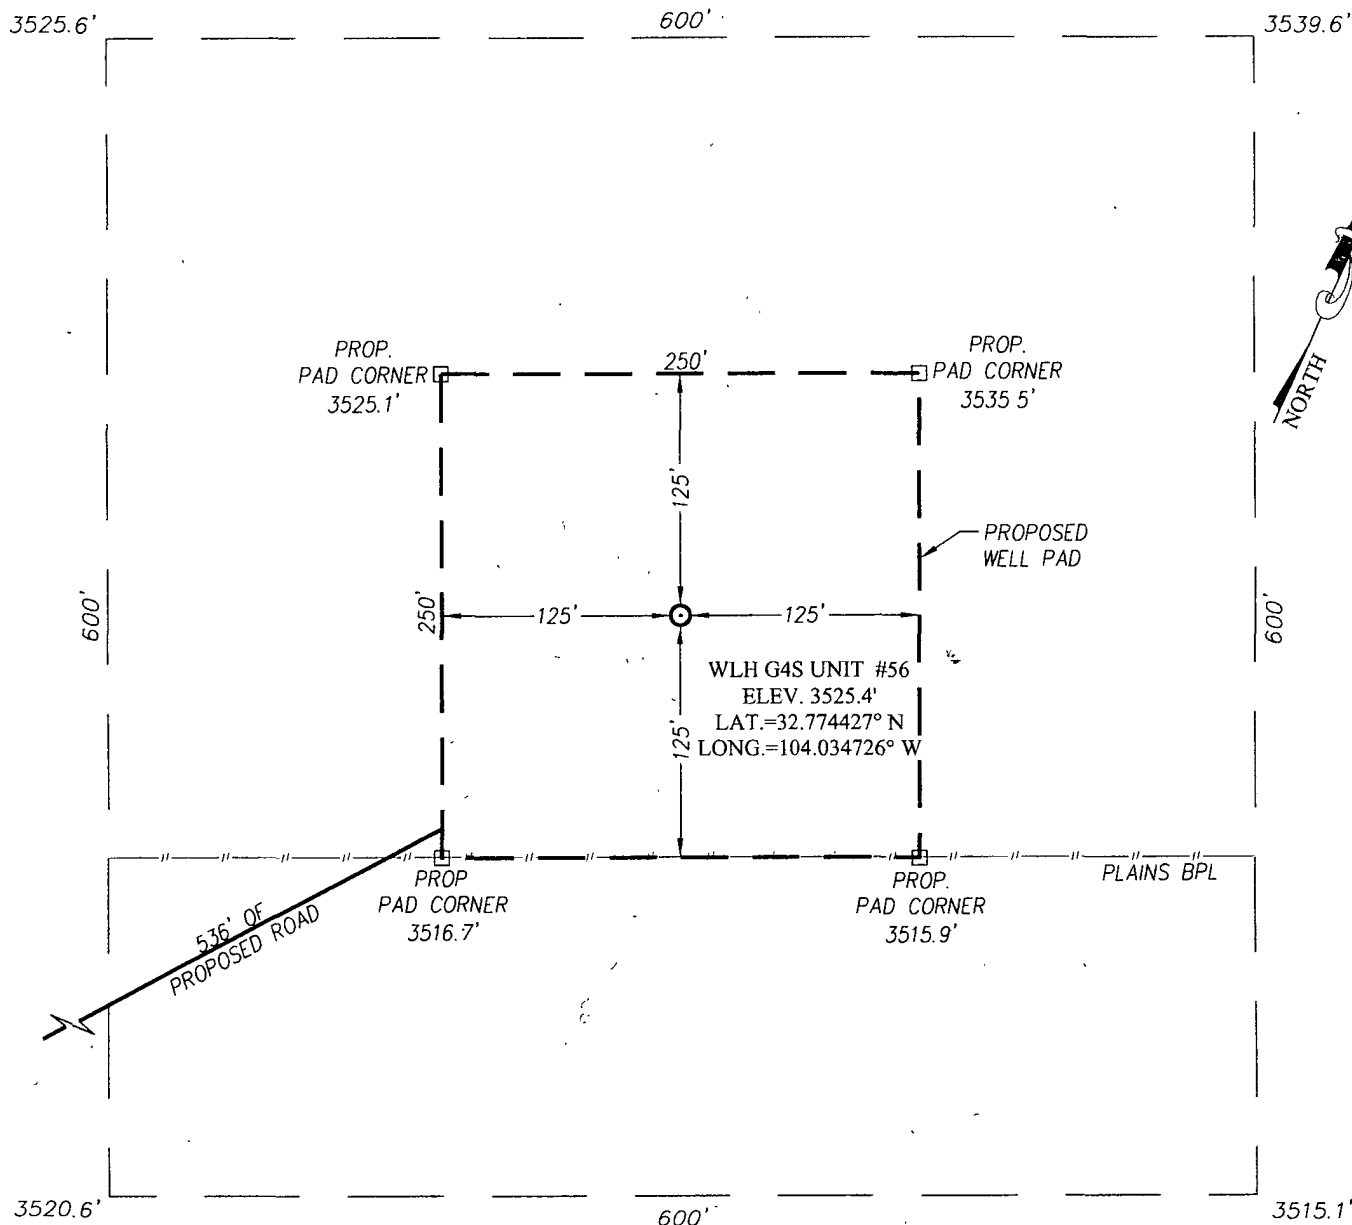 3525.6'
600'
3539.6'
PROP.
PAD CORNER
3525.1'
250'
PROP.
PAD CORNER
3535 5'
NORTH
125'
PROPOSED
WELL PAD
600'
250'
125'
125'
600'
WLH G4S UNIT #56
ELEV. 3525.4'
LAT.=32.774427° N
LONG.=104.034726° W
125'
PROP
PAD CORNER
3516.7'
PROP.
PAD CORNER
3515.9'
PLAINS BPL
536' OF
PROPOSED ROAD
3520.6'
600'
3515.1'